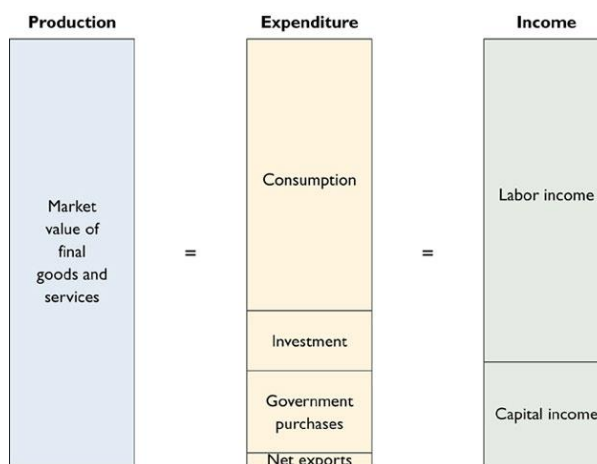 Production
Expenditure
Income
Market
value of
final
goods and
services
=
Consumption
Investment
Government
purchases
Net exports
=
Labor income
Capital income